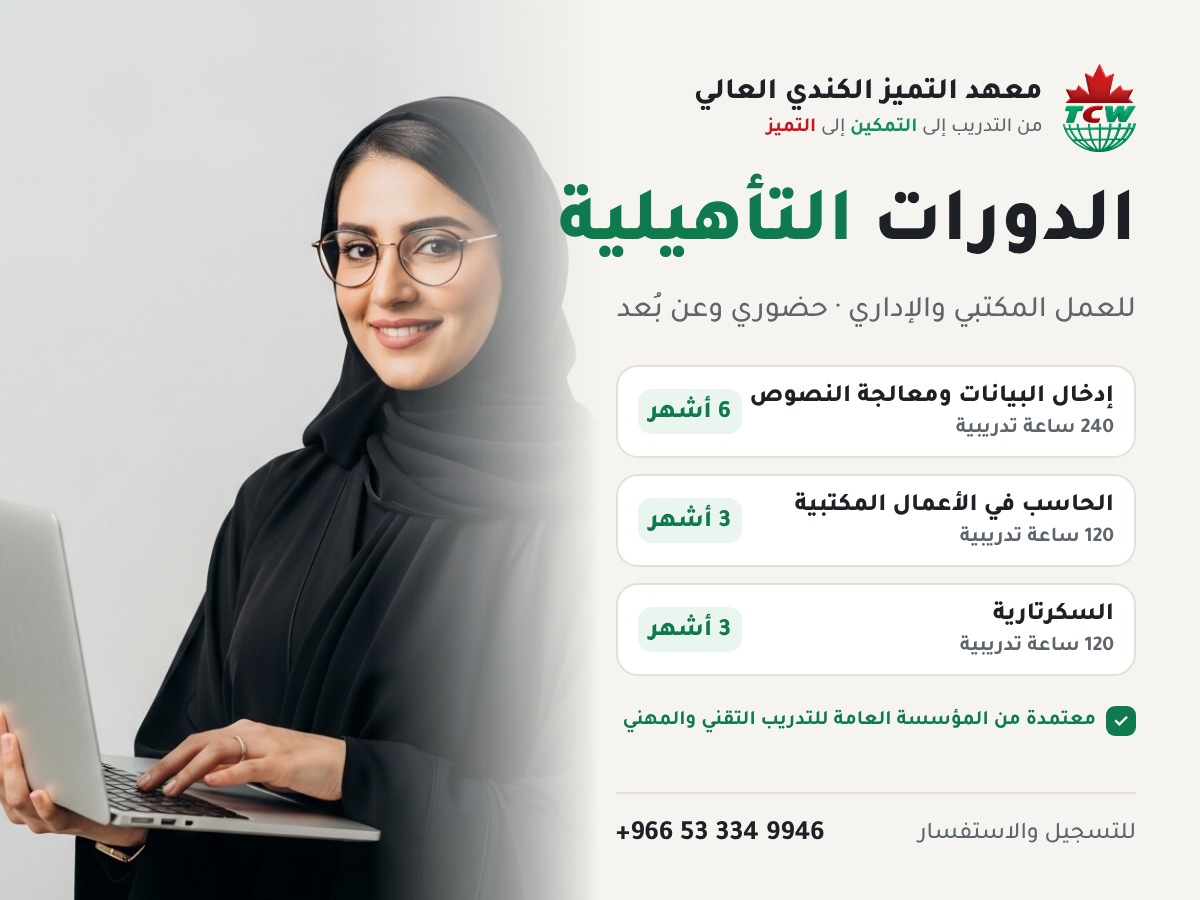 معهد التميز الكندي العالي
من التدريب إلى التمكين إلى التميز
TCW
الدورات التأهيلية
للعمل المكتبي والإداري · حضوري وعن بُعد
إدخال البيانات ومعالجة النصوص
240 ساعة تدريبية
6 أشهر
الحاسب في الأعمال المكتبية
120 ساعة تدريبية
3 أشهر
السكرتارية
120 ساعة تدريبية
3 أشهر
معتمدة من المؤسسة العامة للتدريب التقني والمهني
للتسجيل والاستفسار
+966 53 334 9946